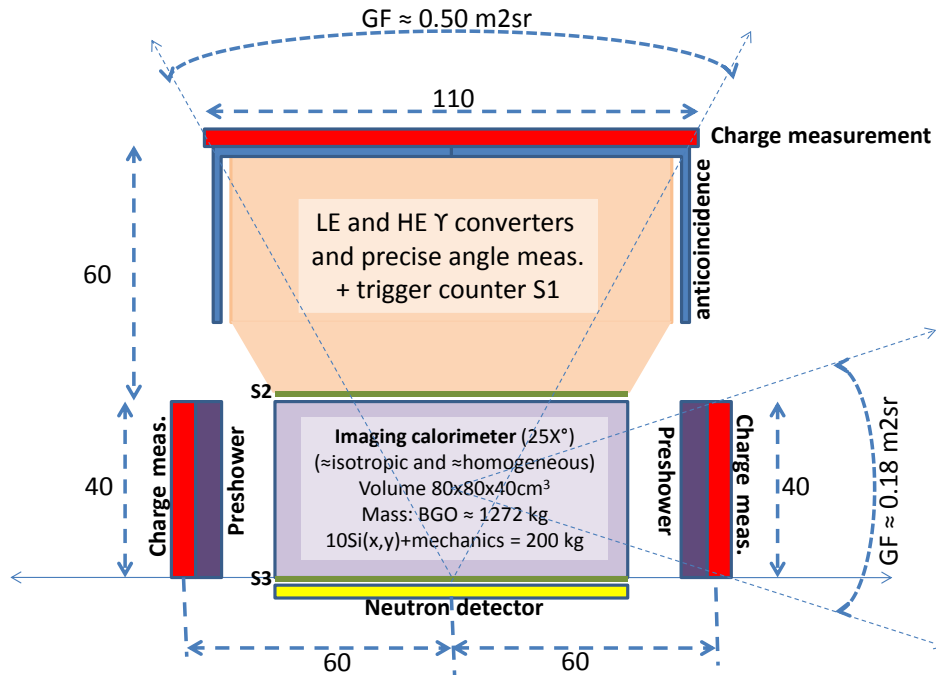 GF ≈ 0.50 m2sr
110
Charge measurement
LE and HE ϒ converters
and precise angle meas.
+ trigger counter S1
anticoincidence
60
S2
Charge meas.
Preshower
40
Imaging calorimeter (25X°)
(≈isotropic and ≈homogeneous)
Volume 80x80x40cm³
Mass: BGO ≈ 1272 kg
10Si(x,y)+mechanics = 200 kg
Preshower
Charge meas.
40
GF ≈ 0.18 m2sr
S3
Neutron detector
60
60